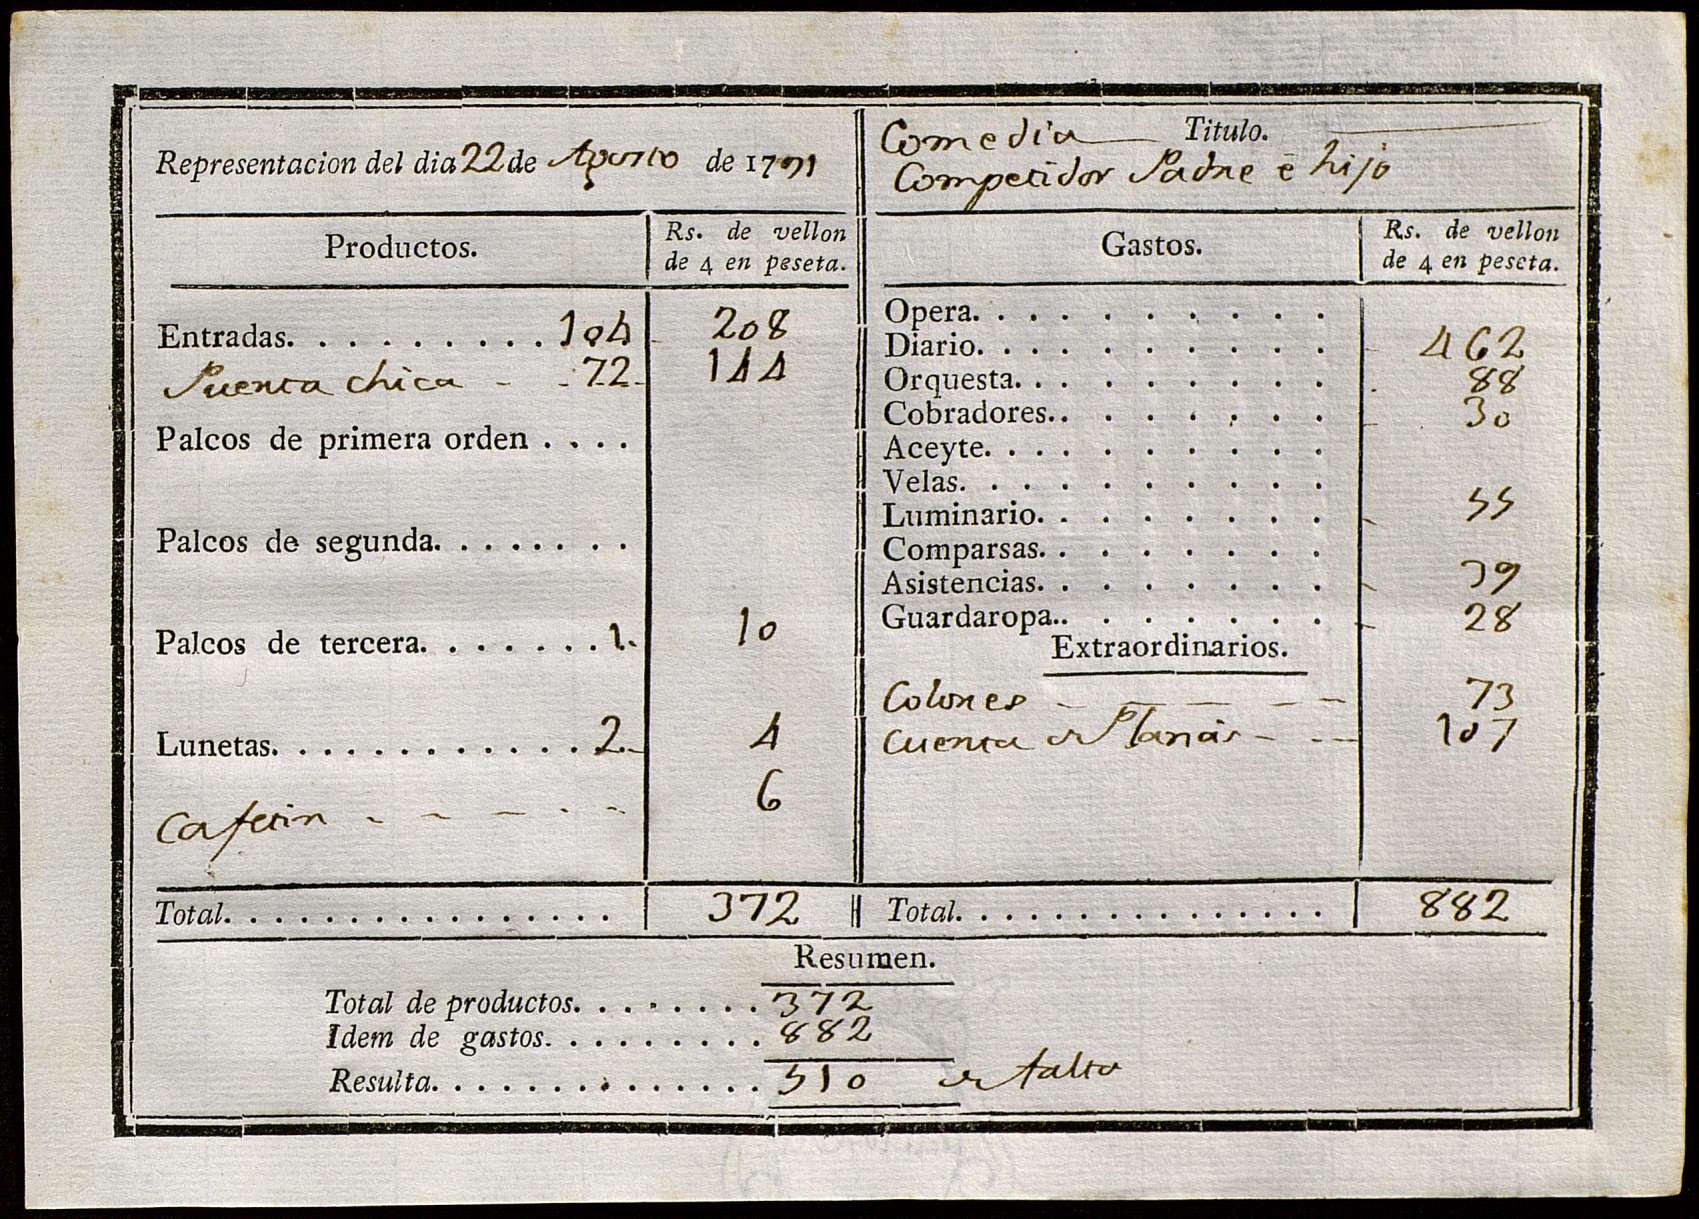 Representacion del dia 22 de Agosto de 1791
Comedia Titulo.
Competidor Padre é hijo
Productos. Rs. de vellon de 4 en peseta.
Entradas. . . . . . . . . . 104 208
Puerta chica - - 72 144
Palcos de primera orden . . . .
Palcos de segunda. . . . . . . .
Palcos de tercera. . . . . . . 1. 10
Lunetas. . . . . . . . . . . . . 2. 4
Cafetin - - - - - - 6
Total. . . . . . . . . . . . . . . . 372
Gastos. Rs. de vellon de 4 en peseta.
Opera. . . . . . . . . .
Diario. . . . . . . . . . 462
Orquesta. . . . . . . . . 88
Cobradores.. . . . . . . 30
Aceyte. . . . . . . . . .
Velas. . . . . . . . . .
Luminario. . . . . . . . 55
Comparsas. . . . . . . .
Asistencias. . . . . . . . 39
Guardaropa.. . . . . . . 28
Extraordinarios.
Colones - - - - - 73
Cuenta de Planas - - - 107
Total. . . . . . . . . . . . . . . 882
Resumen.
Total de productos. . . . . . . . 372
Idem de gastos. . . . . . . . . 882
Resulta. . . . . . . . . . . . . . 510 de falta